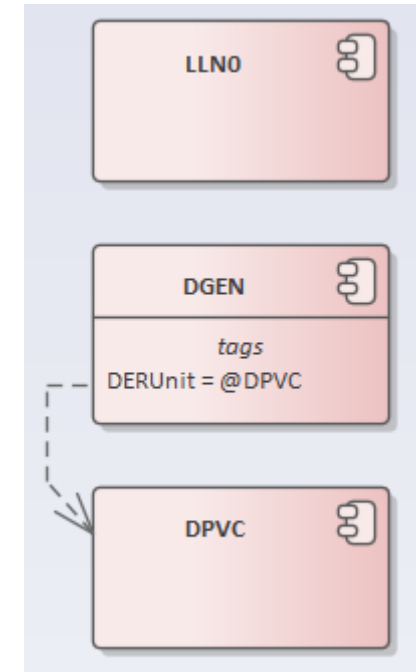 LLN0
DGEN
tags
DERUnit = @DPVC
DPVC